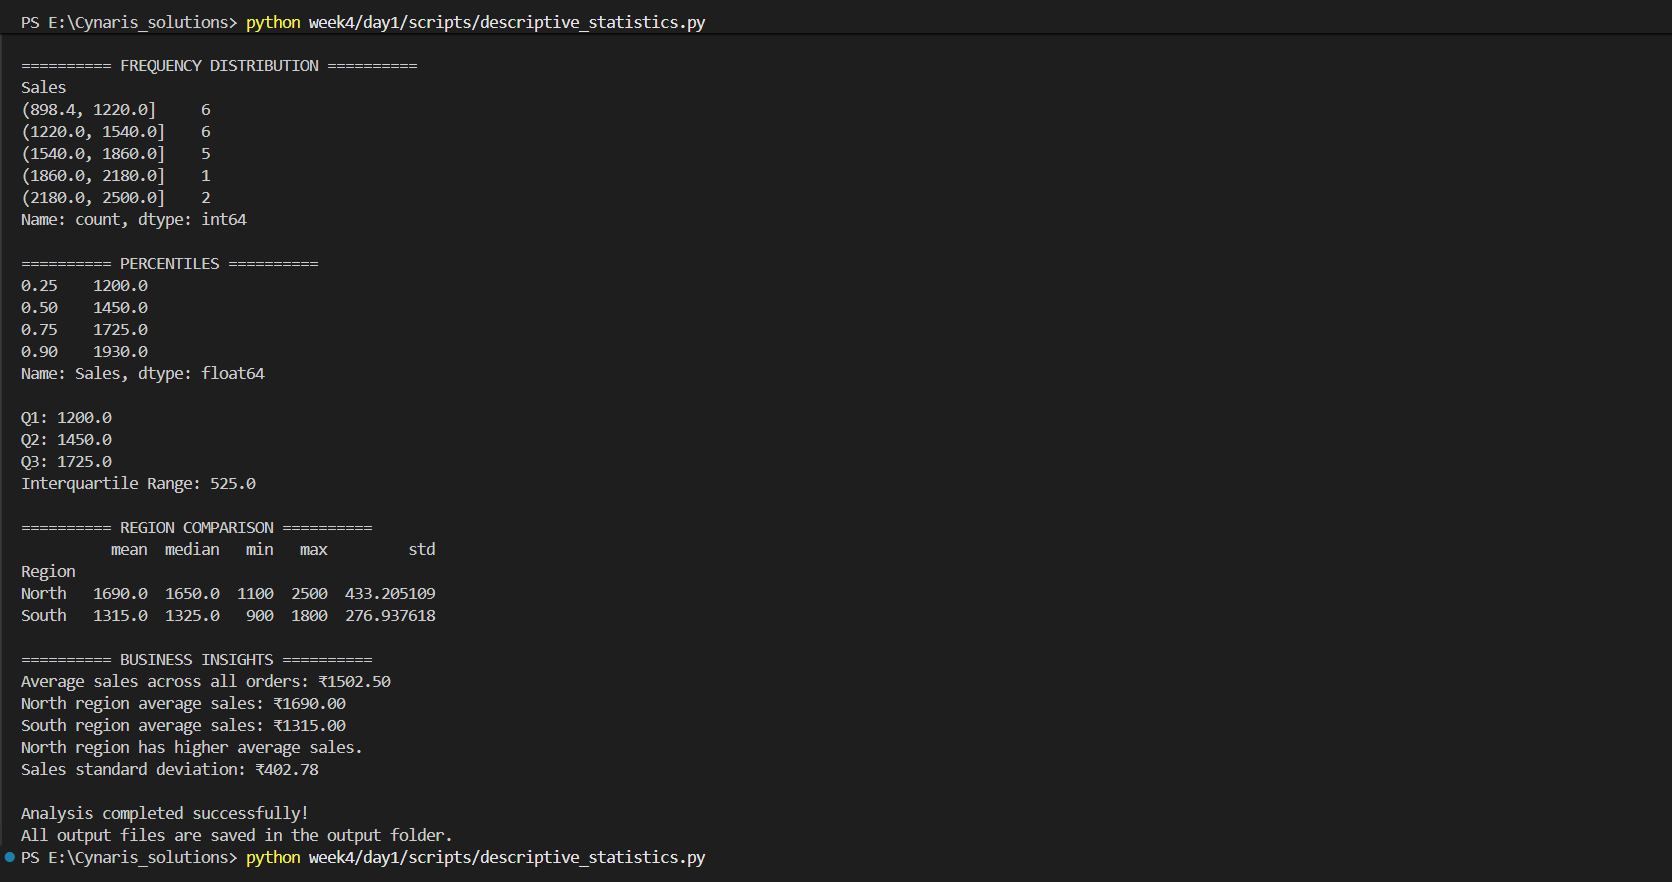 PS E:\Cynaris_solutions> python week4/day1/scripts/descriptive_statistics.py
========== FREQUENCY DISTRIBUTION ==========
Sales
(898.4, 1220.0]     6
(1220.0, 1540.0]    6
(1540.0, 1860.0]    5
(1860.0, 2180.0]    1
(2180.0, 2500.0]    2
Name: count, dtype: int64
========== PERCENTILES ==========
0.25    1200.0
0.50    1450.0
0.75    1725.0
0.90    1930.0
Name: Sales, dtype: float64
Q1: 1200.0
Q2: 1450.0
Q3: 1725.0
Interquartile Range: 525.0
========== REGION COMPARISON ==========
          mean  median   min   max         std
Region
North   1690.0  1650.0  1100  2500  433.205109
South   1315.0  1325.0   900  1800  276.937618
========== BUSINESS INSIGHTS ==========
Average sales across all orders: ₹1502.50
North region average sales: ₹1690.00
South region average sales: ₹1315.00
North region has higher average sales.
Sales standard deviation: ₹402.78
Analysis completed successfully!
All output files are saved in the output folder.
PS E:\Cynaris_solutions> python week4/day1/scripts/descriptive_statistics.py